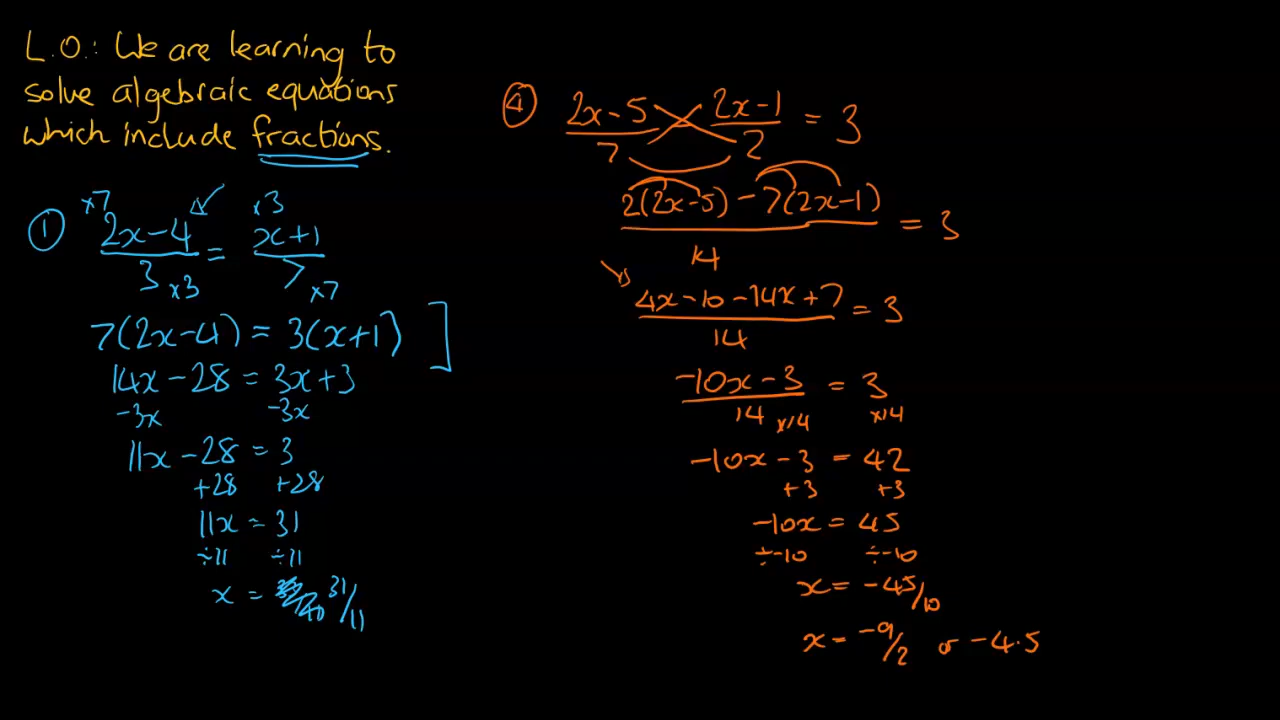 L.O.: We are learning to
solve algebraic equations
which include fractions.
①
×7 ×3
2x-4 = x+1
3 ×3 7 ×7
7(2x-4) = 3(x+1) ]
14x-28 = 3x+3
-3x -3x
11x-28 = 3
+28 +28
11x = 31
÷11 ÷11
x = 31/11
④
2x-5 2x-1 = 3
7 2
2(2x-5) - 7(2x-1) = 3
14
4x-10-14x+7 = 3
14
-10x-3 = 3
14 ×14 ×14
-10x-3 = 42
+3 +3
-10x = 45
÷-10 ÷-10
x = -45/10
x = -9/2 or -4.5